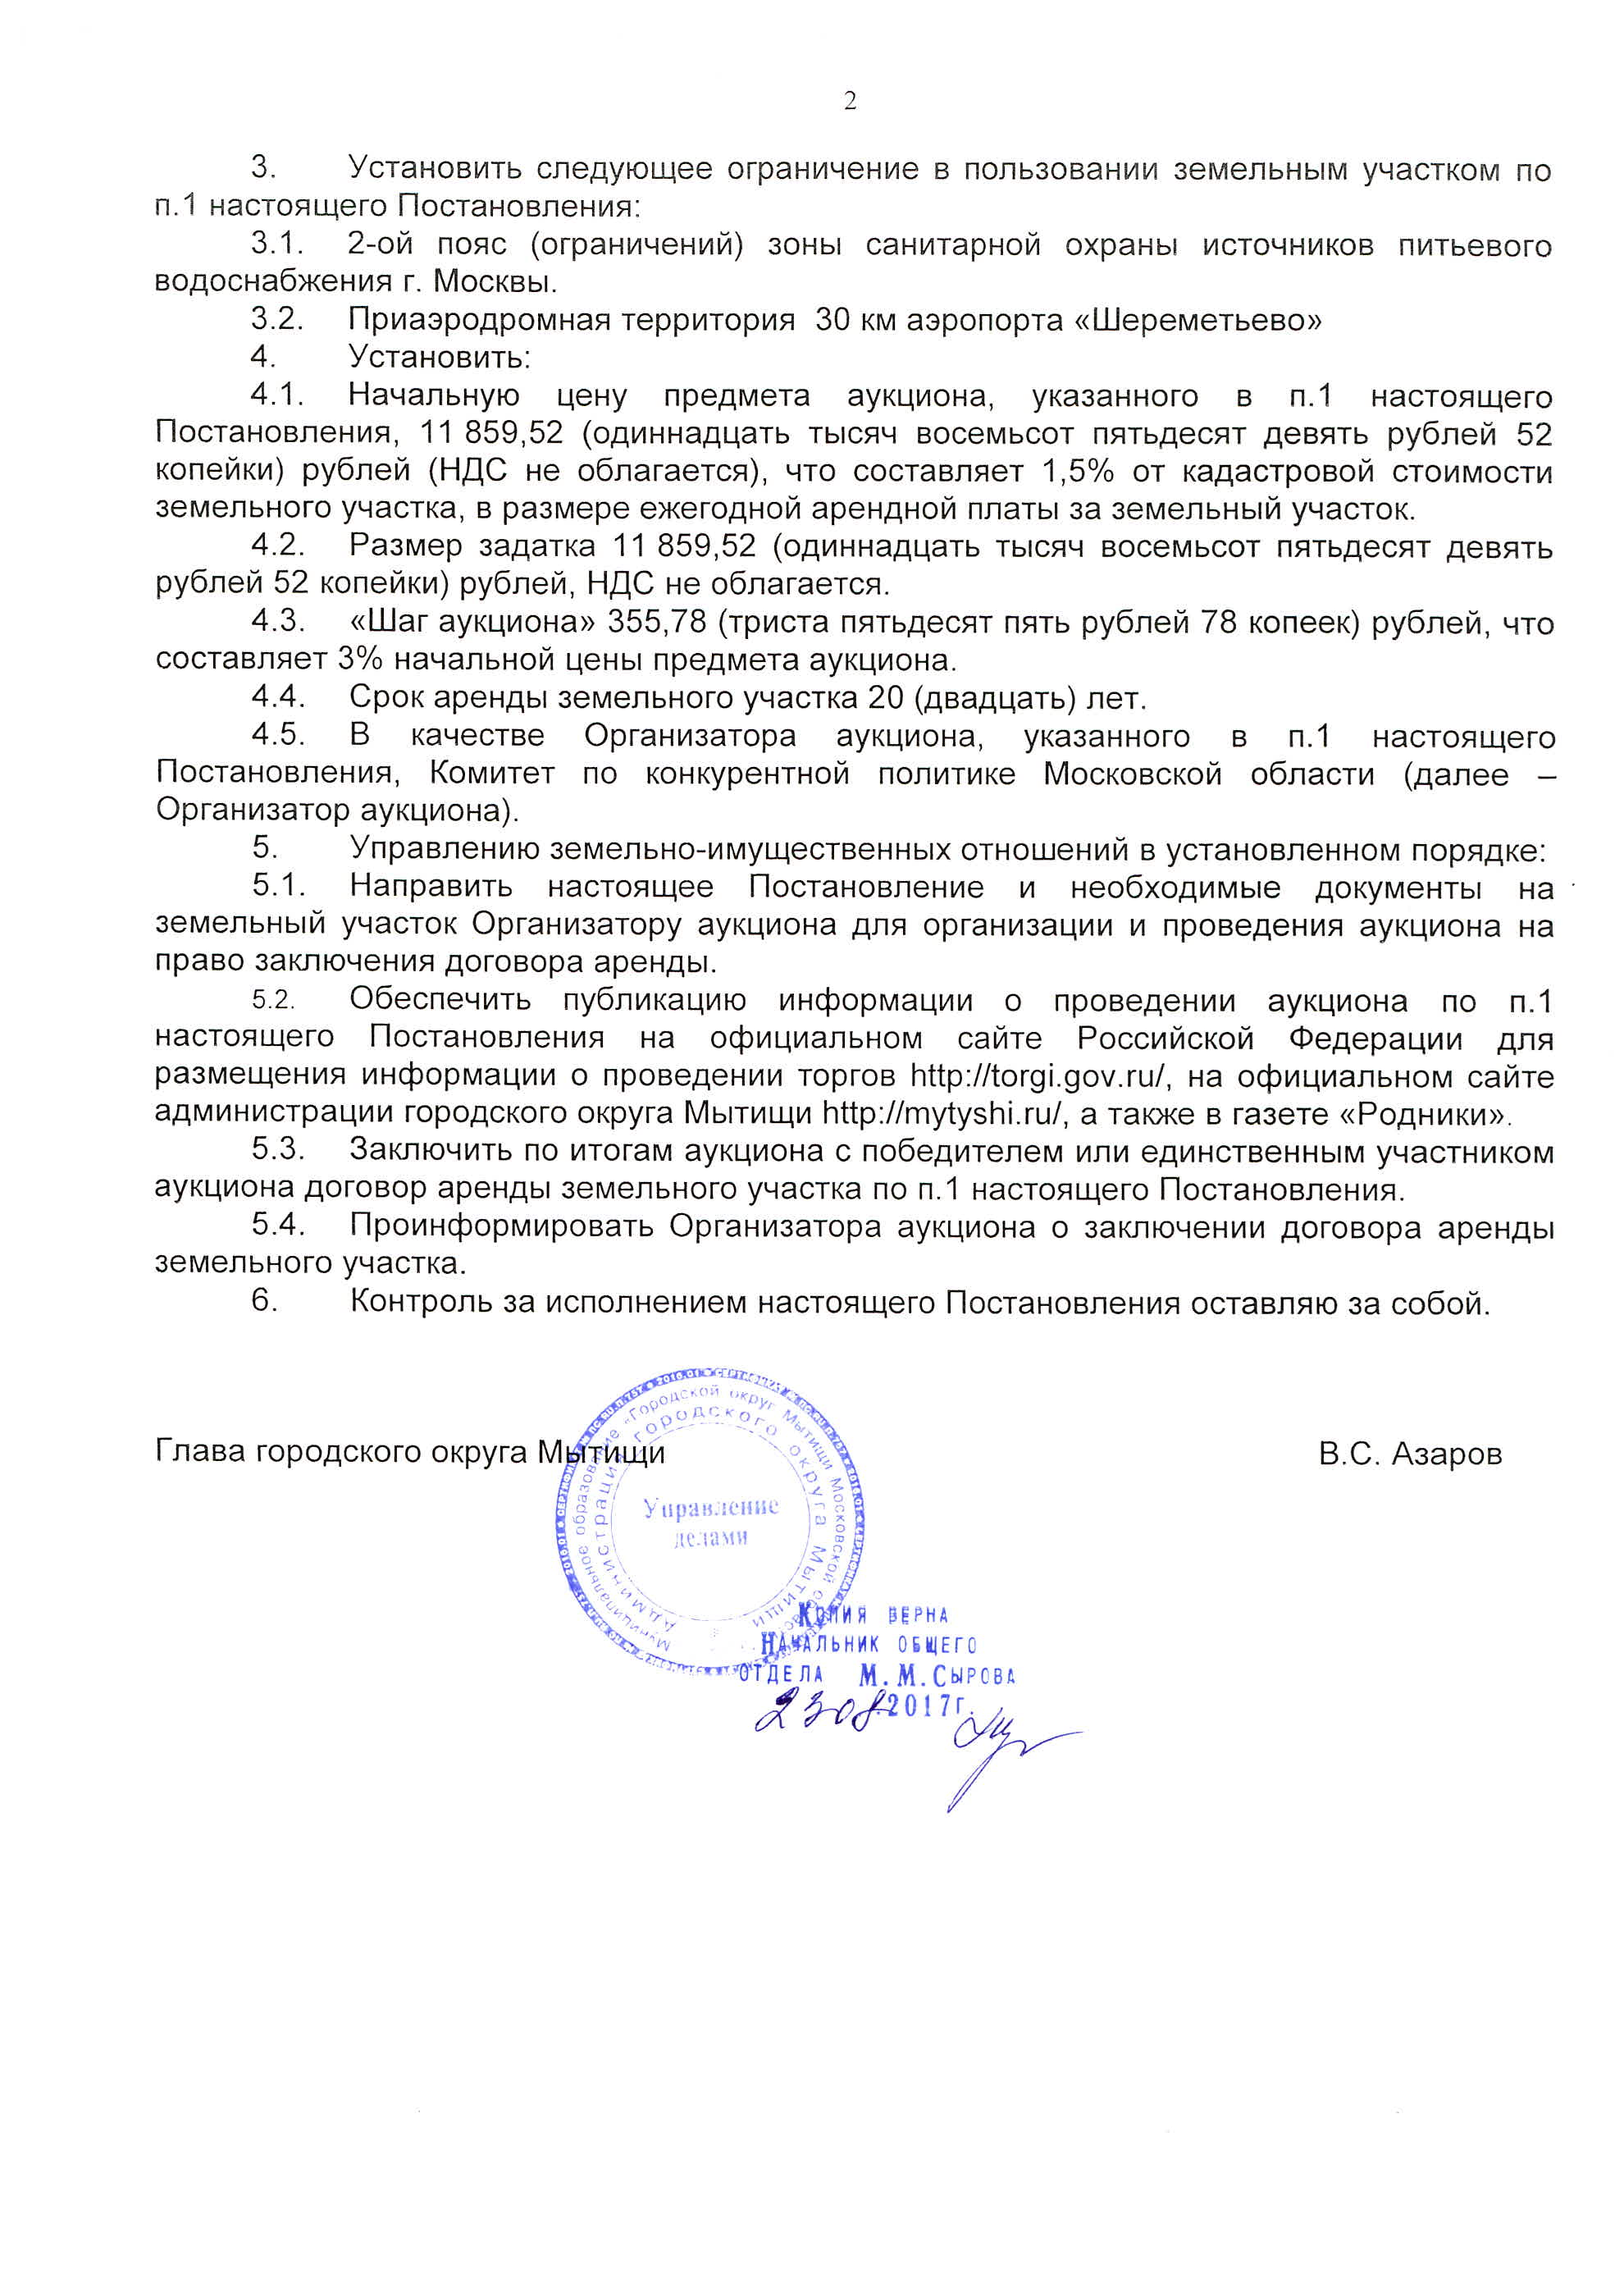 2
3. Установить следующее ограничение в пользовании земельным участком по
п.1 настоящего Постановления:
3.1. 2-ой пояс (ограничений) зоны санитарной охраны источников питьевого
водоснабжения г. Москвы.
3.2. Приаэродромная территория 30 км аэропорта «Шереметьево»
4. Установить:
4.1. Начальную цену предмета аукциона, указанного в п.1 настоящего
Постановления, 11 859,52 (одиннадцать тысяч восемьсот пятьдесят девять рублей 52
копейки) рублей (НДС не облагается), что составляет 1,5% от кадастровой стоимости
земельного участка, в размере ежегодной арендной платы за земельный участок.
4.2. Размер задатка 11 859,52 (одиннадцать тысяч восемьсот пятьдесят девять
рублей 52 копейки) рублей, НДС не облагается.
4.3. «Шаг аукциона» 355,78 (триста пятьдесят пять рублей 78 копеек) рублей, что
составляет 3% начальной цены предмета аукциона.
4.4. Срок аренды земельного участка 20 (двадцать) лет.
4.5. В качестве Организатора аукциона, указанного в п.1 настоящего
Постановления, Комитет по конкурентной политике Московской области (далее –
Организатор аукциона).
5. Управлению земельно-имущественных отношений в установленном порядке:
5.1. Направить настоящее Постановление и необходимые документы на
земельный участок Организатору аукциона для организации и проведения аукциона на
право заключения договора аренды.
5.2. Обеспечить публикацию информации о проведении аукциона по п.1
настоящего Постановления на официальном сайте Российской Федерации для
размещения информации о проведении торгов http://torgi.gov.ru/, на официальном сайте
администрации городского округа Мытищи http://mytyshi.ru/, а также в газете «Родники».
5.3. Заключить по итогам аукциона с победителем или единственным участником
аукциона договор аренды земельного участка по п.1 настоящего Постановления.
5.4. Проинформировать Организатора аукциона о заключении договора аренды
земельного участка.
6. Контроль за исполнением настоящего Постановления оставляю за собой.
Глава городского округа Мытищи В.С. Азаров
Муниципальное образование «Городской округ Мытищи Московской области»
Администрация городского округа Мытищи
Управление
делами
Копия верна
Начальник общего
отдела М.М.Сырова
23 08.2017г.